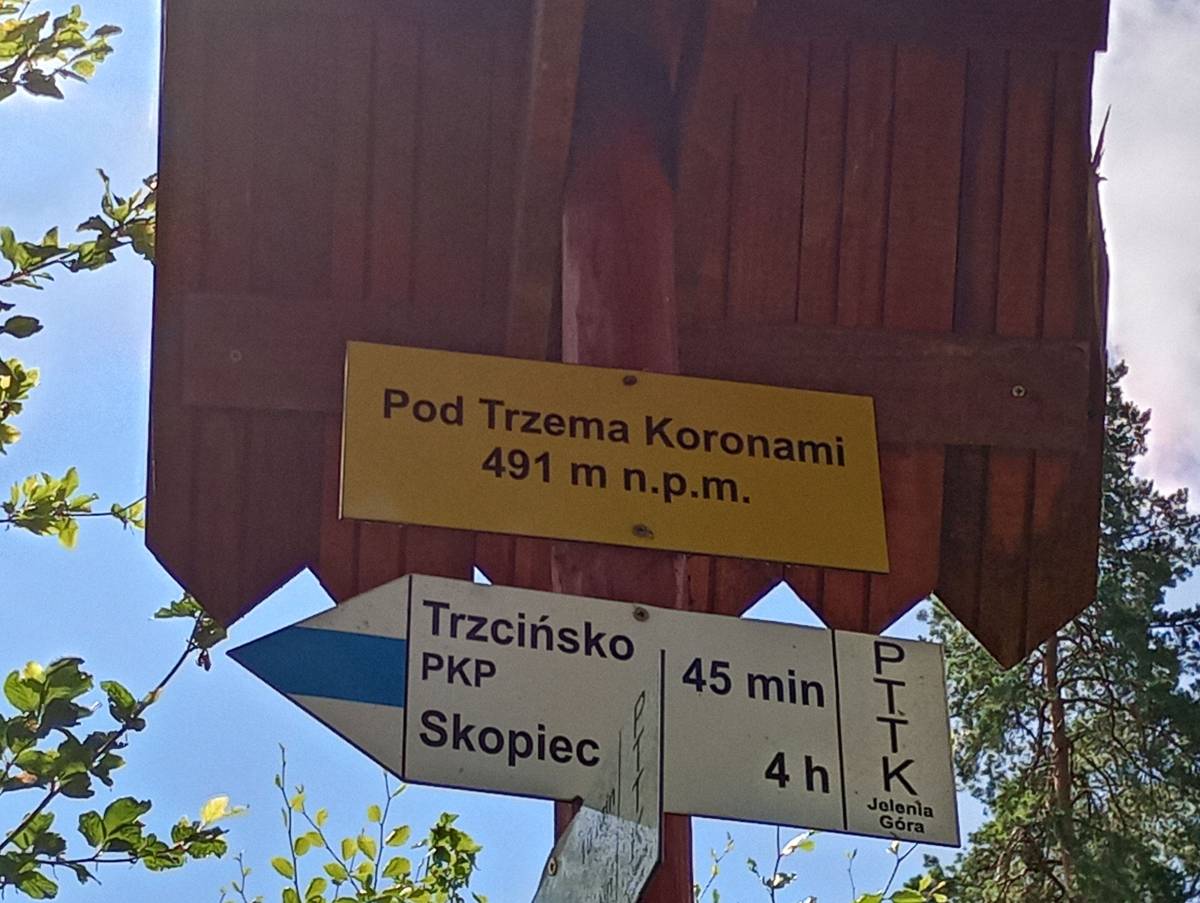 Pod Trzema Koronami
491 m n.p.m.
Trzcińsko 45 min
PKP
Skopiec 4 h
PTTK
Jelenia
Góra